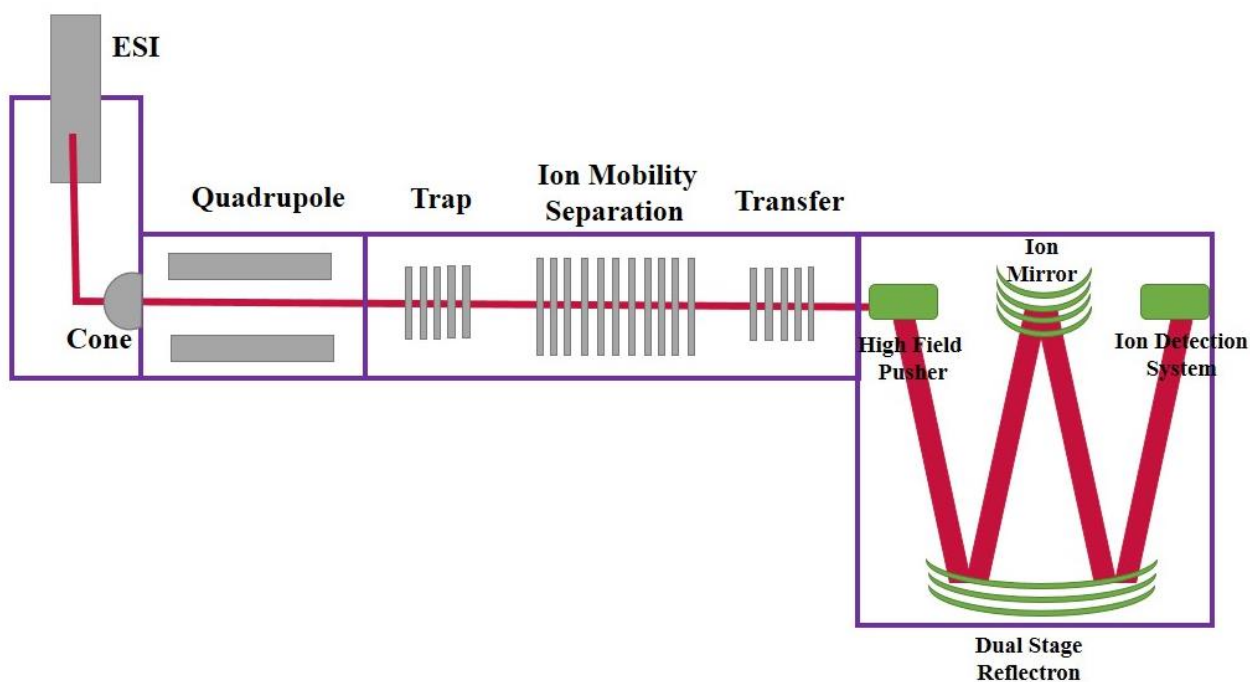 ESI
Cone
Quadrupole
Trap
Ion Mobility
Separation
Transfer
Ion
Mirror
High Field
Pusher
Ion Detection
System
Dual Stage
Reflectron